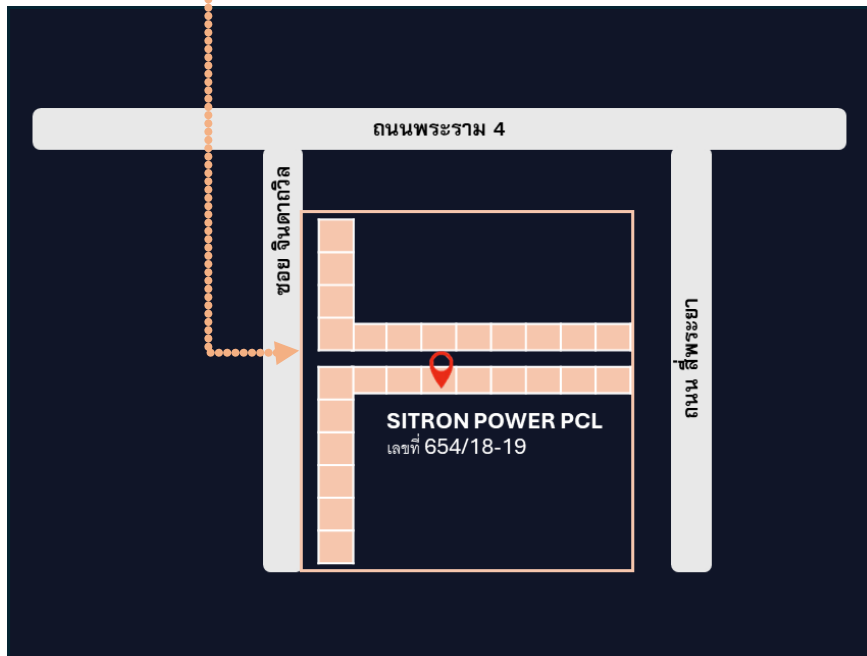 ถนนพระราม 4
ซอย จินดาถวิล
ถนน สี่พระยา
SITRON POWER PCL
เลขที่ 654/18-19